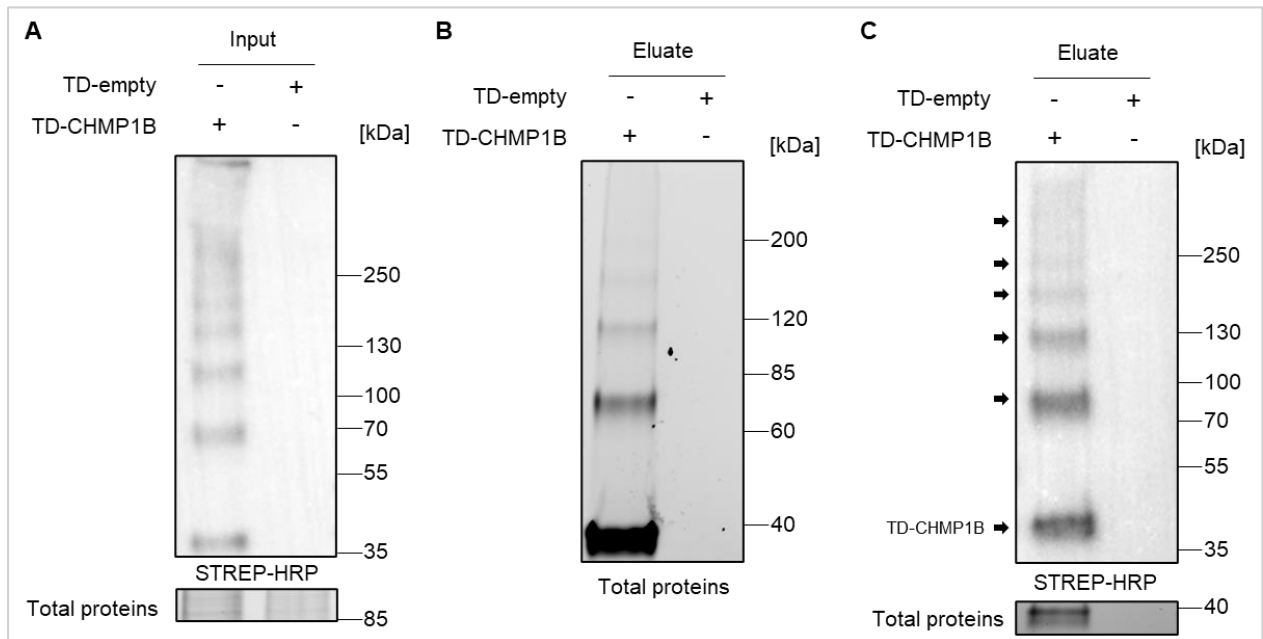 A
Input
TD-empty - +
TD-CHMP1B + -
[kDa]
250
130
100
70
55
35
STREP-HRP
Total proteins
85
B
Eluate
TD-empty - +
TD-CHMP1B + -
[kDa]
200
120
85
60
40
Total proteins
C
Eluate
TD-empty - +
TD-CHMP1B + -
[kDa]
250
130
100
70
55
TD-CHMP1B
35
STREP-HRP
Total proteins
40